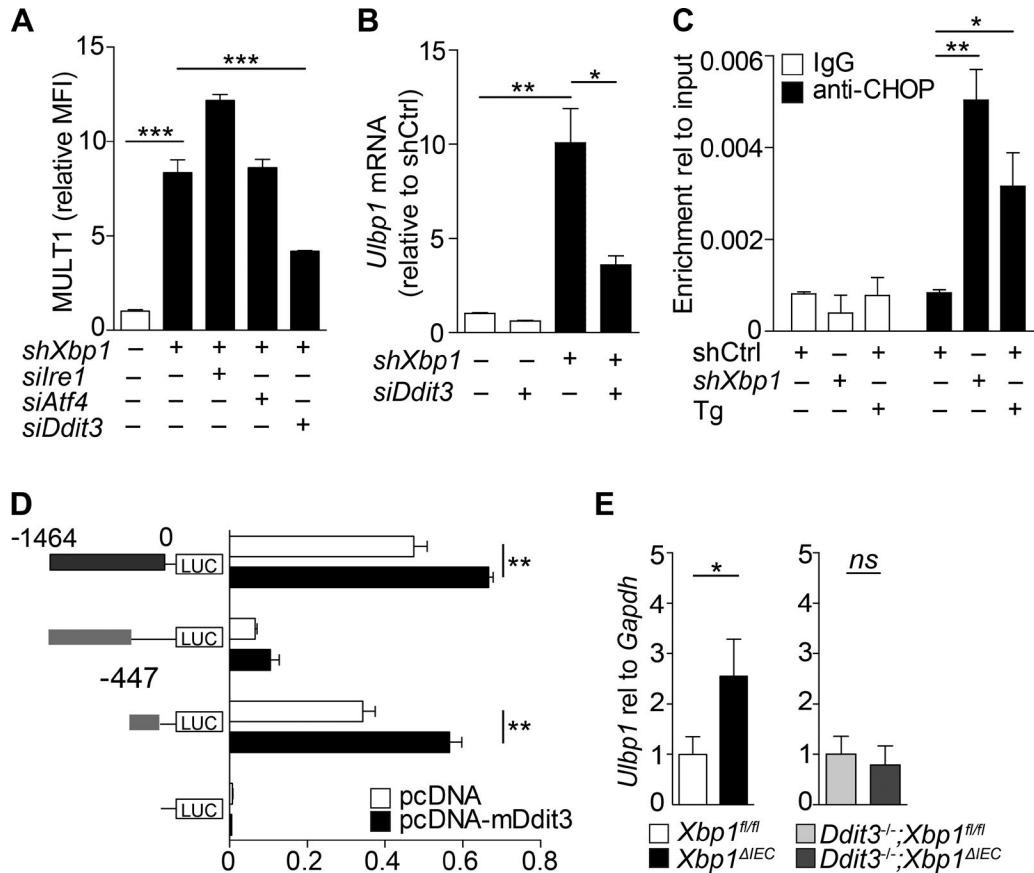 A
MULT1 (relative MFI)
15
10
5
0
***
***
shXbp1 – + + + +
siIre1 – – + – –
siAtf4 – – – + –
siDdit3 – – – – +
B
Ulbp1 mRNA
(relative to shCtrl)
15
10
5
0
**
*
shXbp1 – – + +
siDdit3 – + – +
C
Enrichment rel to input
0.006
0.004
0.002
0
IgG
anti-CHOP
*
**
shCtrl + – + + – +
shXbp1 – + – – + –
Tg – – + – – +
D
-1464 0
LUC
**
LUC
-447
LUC
**
LUC
pcDNA
pcDNA-mDdit3
0 0.2 0.4 0.6 0.8
E
Ulbp1 rel to Gapdh
5
4
3
2
1
0
*
Xbp1fl/fl
Xbp1ΔIEC
5
4
3
2
1
0
ns
Ddit3-/-;Xbp1fl/fl
Ddit3-/-;Xbp1ΔIEC